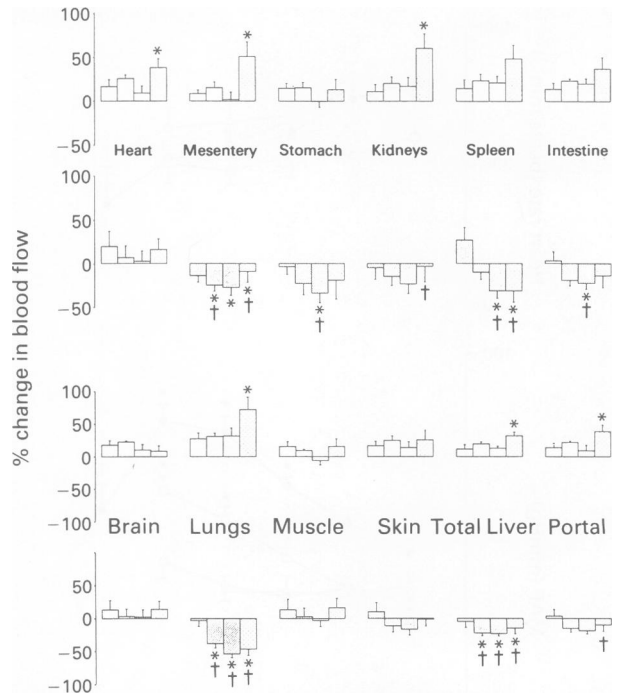 100
50
0
−50
* * *
Heart Mesentery Stomach Kidneys Spleen Intestine
100
50
0
−50
* † * * † * † † * † * † * †
% change in blood flow
100
50
0
−50
−100
* * *
Brain Lungs Muscle Skin Total Liver Portal
50
0
−50
−100
* † * † * † * † * † * † †